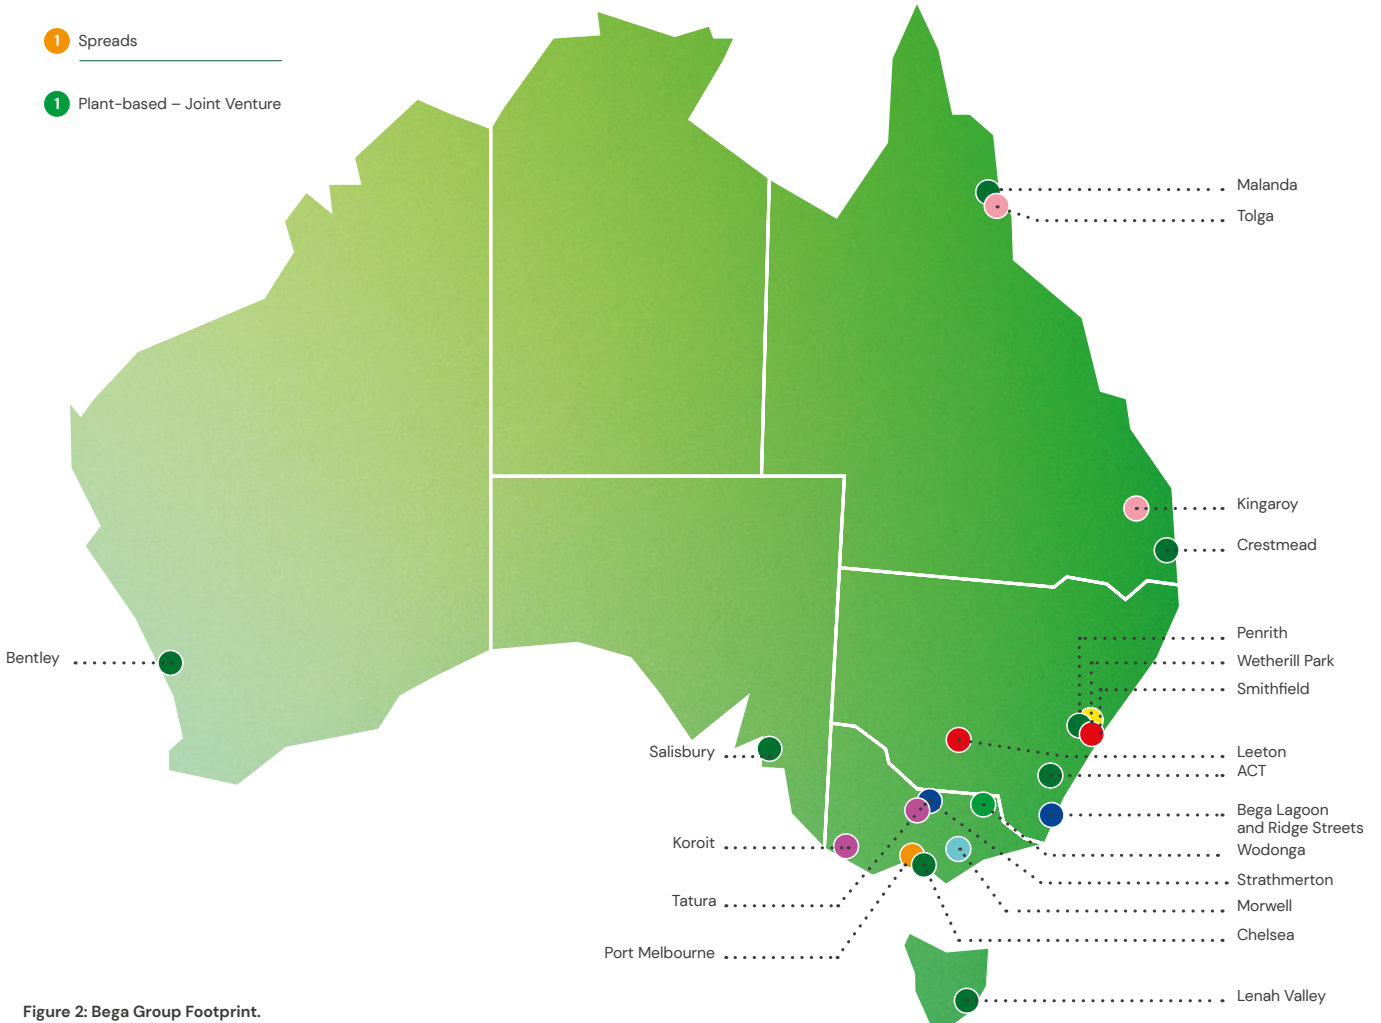 1 Spreads
1 Plant-based – Joint Venture
Malanda
Tolga
Kingaroy
Crestmead
Penrith
Wetherill Park
Smithfield
Bentley
Salisbury
Leeton
ACT
Bega Lagoon
and Ridge Streets
Koroit
Wodonga
Strathmerton
Tatura
Morwell
Chelsea
Port Melbourne
Lenah Valley
Figure 2: Bega Group Footprint.